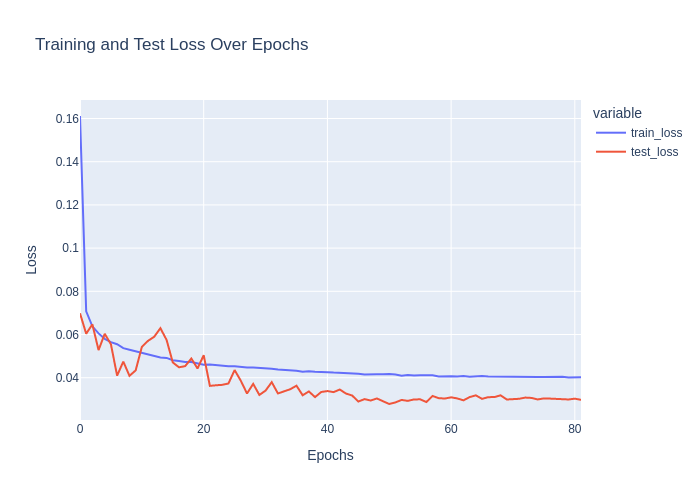 Training and Test Loss Over Epochs
variable
train_loss
test_loss
0.16
0.14
0.12
0.1
0.08
0.06
0.04
Loss
0 20 40 60 80
Epochs